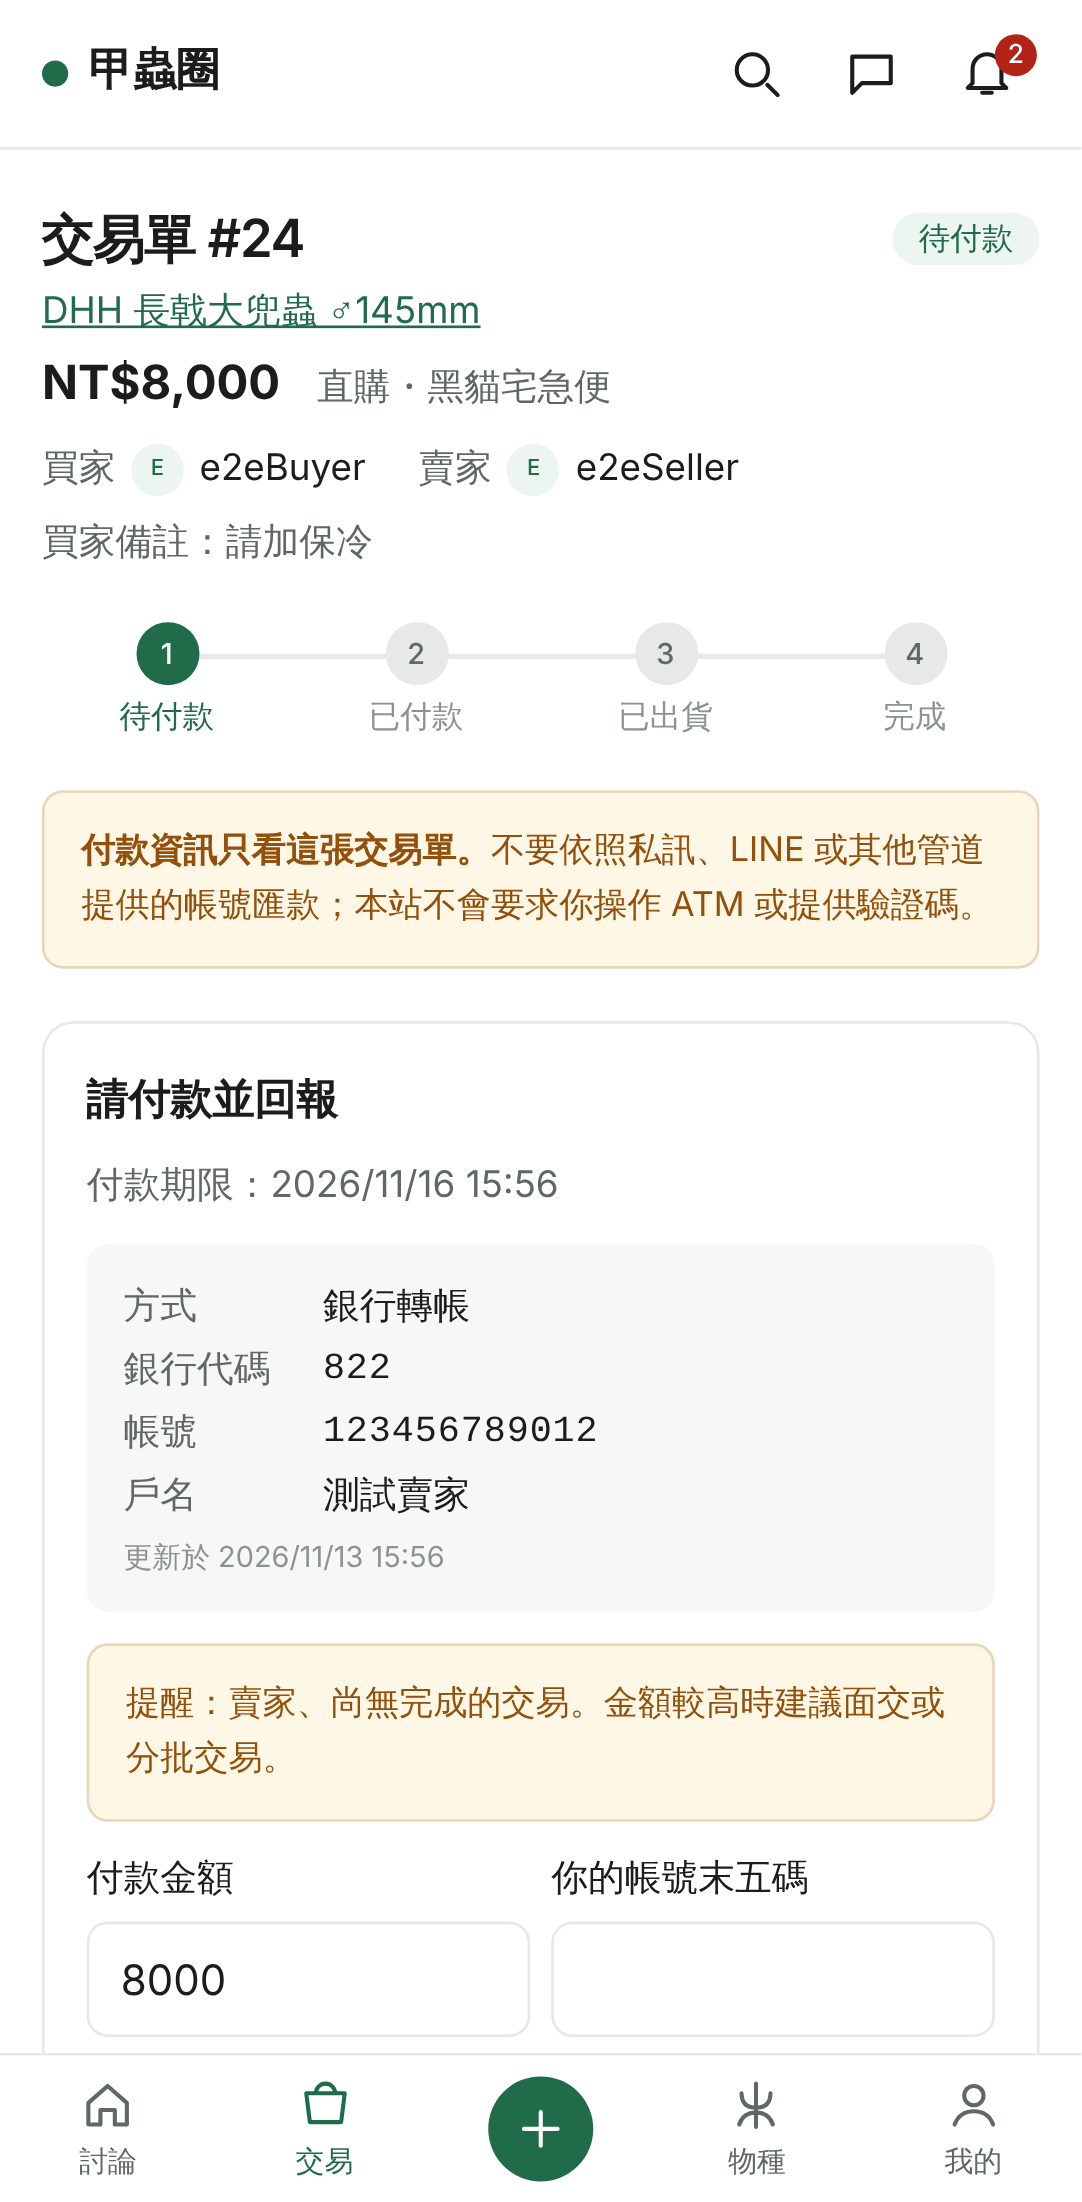 甲蟲圈
2
交易單 #24
待付款
DHH 長戟大兜蟲 ♂145mm
NT$8,000 直購・黑貓宅急便
買家 E e2eBuyer 賣家 E e2eSeller
買家備註：請加保冷
1 2 3 4
待付款 已付款 已出貨 完成
付款資訊只看這張交易單。不要依照私訊、LINE 或其他管道
提供的帳號匯款；本站不會要求你操作 ATM 或提供驗證碼。
請付款並回報
付款期限：2026/11/16 15:56
方式 銀行轉帳
銀行代碼 822
帳號 123456789012
戶名 測試賣家
更新於 2026/11/13 15:56
提醒：賣家、尚無完成的交易。金額較高時建議面交或
分批交易。
付款金額 你的帳號末五碼
8000
討論 交易 物種 我的